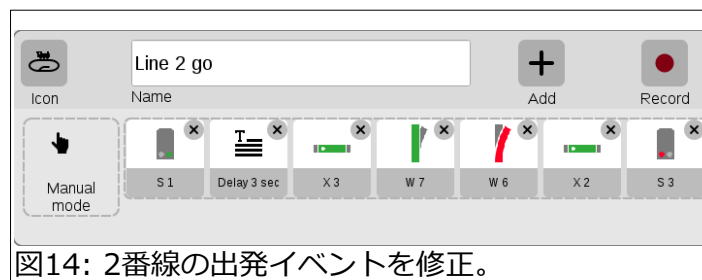 Line 2 go
Icon
Name
Add
Record
Manual
mode
T
S 1
Delay 3 sec
X 3
W 7
W 6
X 2
S 3
図14: 2番線の出発イベントを修正。